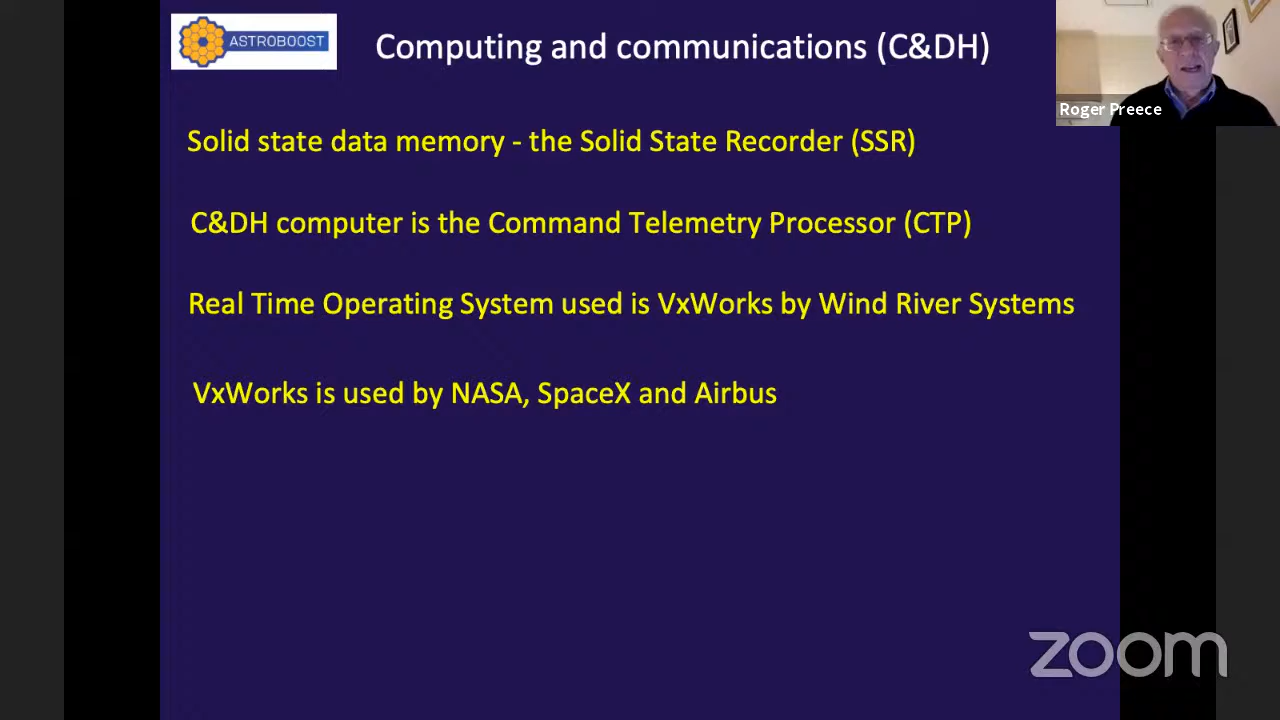 ASTROBOOST
Computing and communications (C&DH)
Roger Preece
Solid state data memory - the Solid State Recorder (SSR)
C&DH computer is the Command Telemetry Processor (CTP)
Real Time Operating System used is VxWorks by Wind River Systems
VxWorks is used by NASA, SpaceX and Airbus
zoom